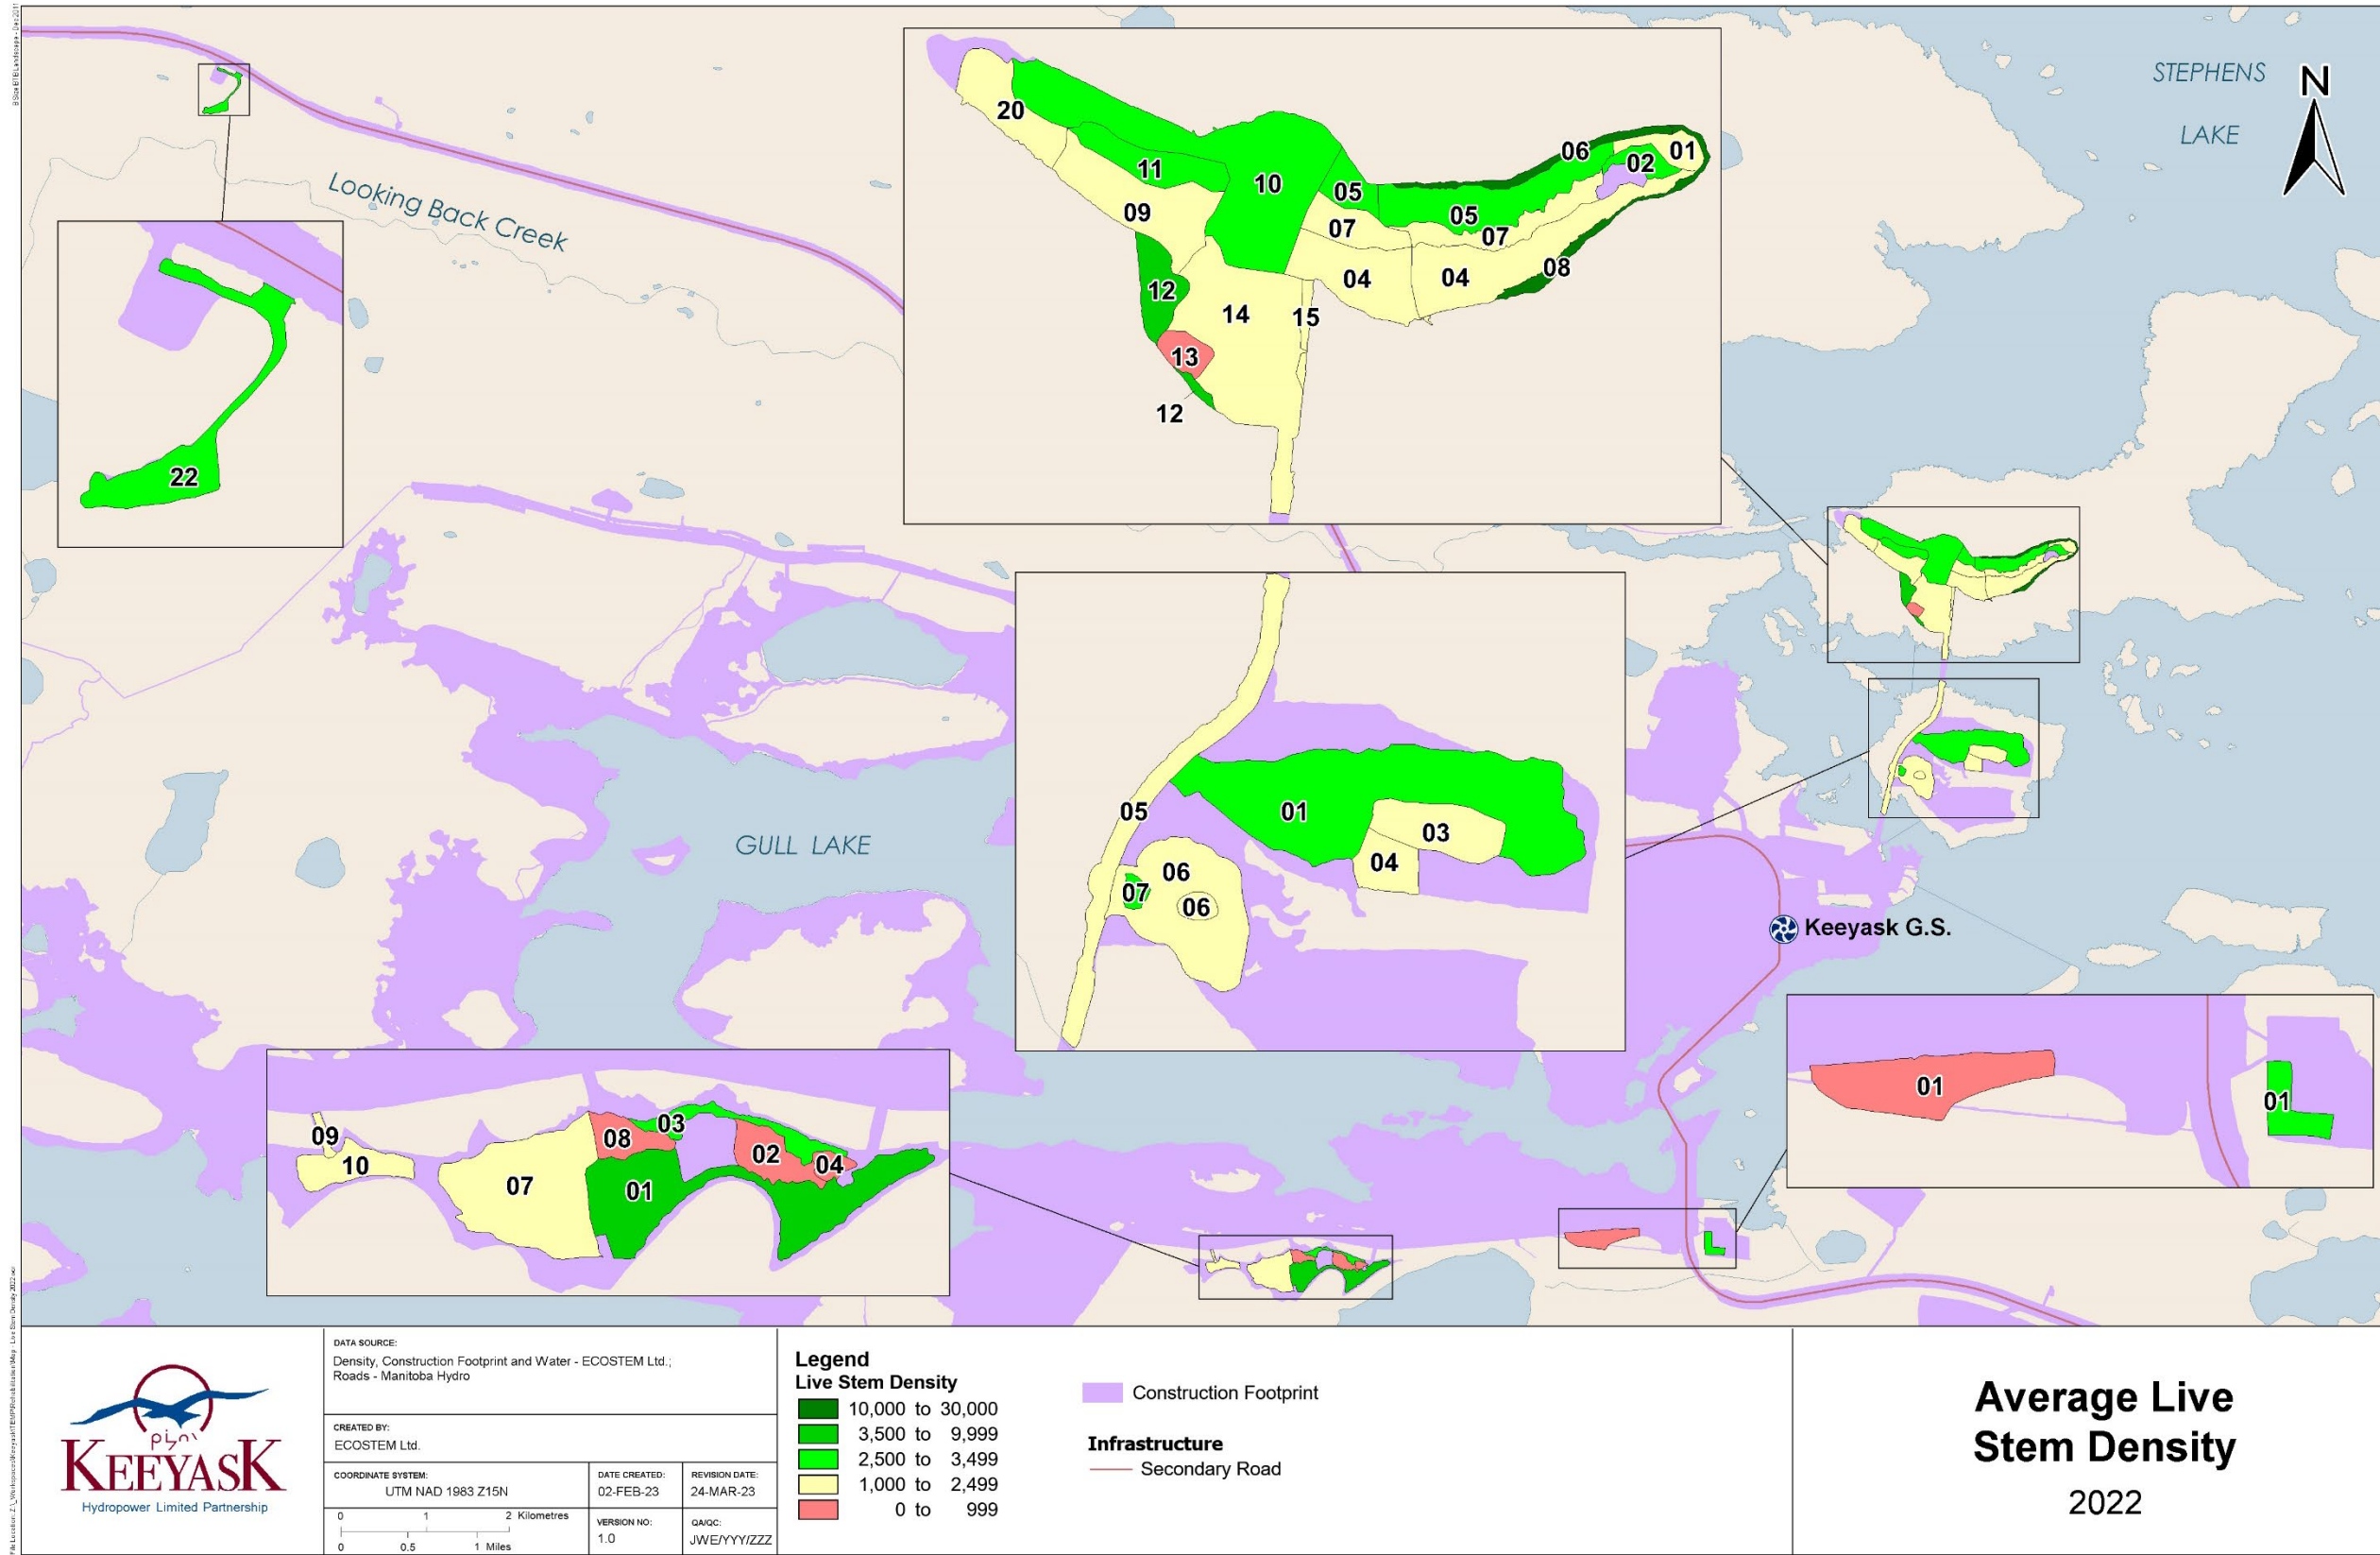 STEPHENS
LAKE
N
Looking Back Creek
20
11
10
09
05
06
02
01
07
05
07
04
04
08
12
14
15
13
12
22
05
01
03
04
06
07
06
GULL LAKE
Keeyask G.S.
01
01
09
10
07
08
03
01
02
04
KEEYASK
Hydropower Limited Partnership
DATA SOURCE:
Density, Construction Footprint and Water - ECOSTEM Ltd.;
Roads - Manitoba Hydro
CREATED BY:
ECOSTEM Ltd.
COORDINATE SYSTEM:
UTM NAD 1983 Z15N
DATE CREATED:
02-FEB-23
REVISION DATE:
24-MAR-23
0 1 2 Kilometres
0 0.5 1 Miles
VERSION NO:
1.0
QA/QC:
JWE/YYY/ZZZ
Legend
Live Stem Density
10,000 to 30,000
3,500 to 9,999
2,500 to 3,499
1,000 to 2,499
0 to 999
Construction Footprint
Infrastructure
Secondary Road
Average Live
Stem Density
2022